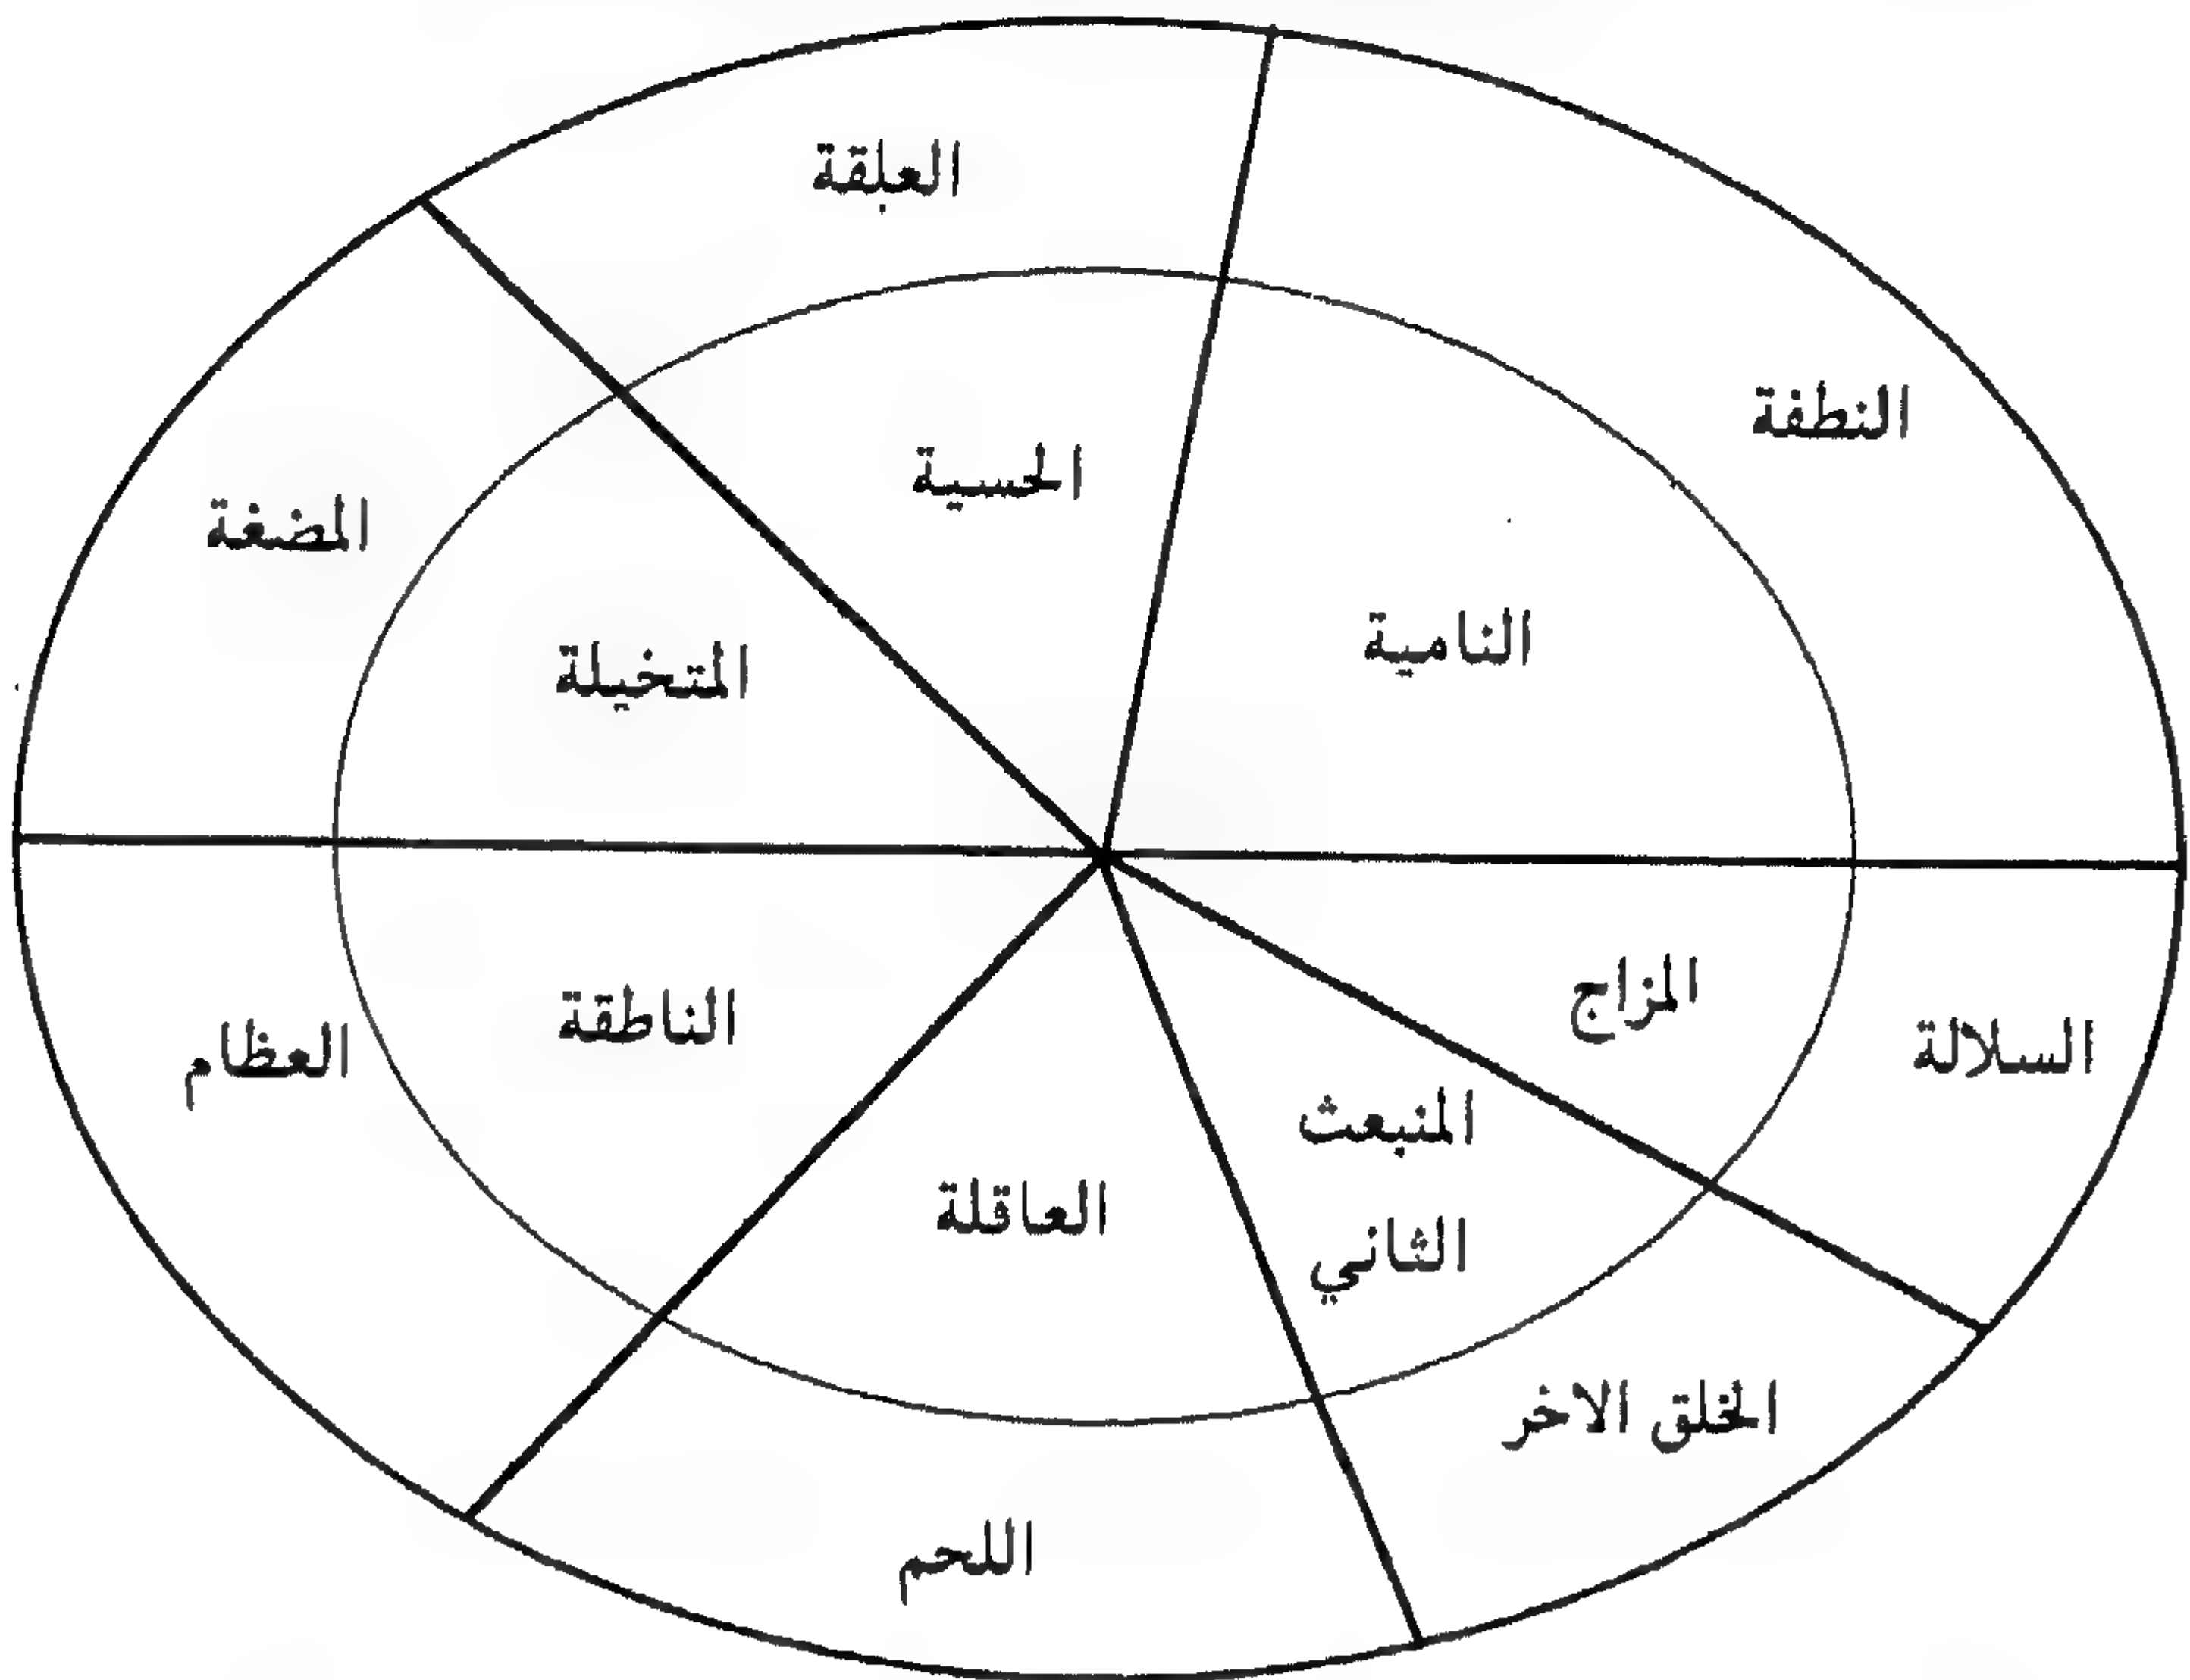 العلقة
النطفة
الحسية
المضغة
النامية
المتخيلة
المزاج
الناطقة
السلالة
العظام
المنبعث
العاقلة
الثاني
الخلق الاخر
اللحم